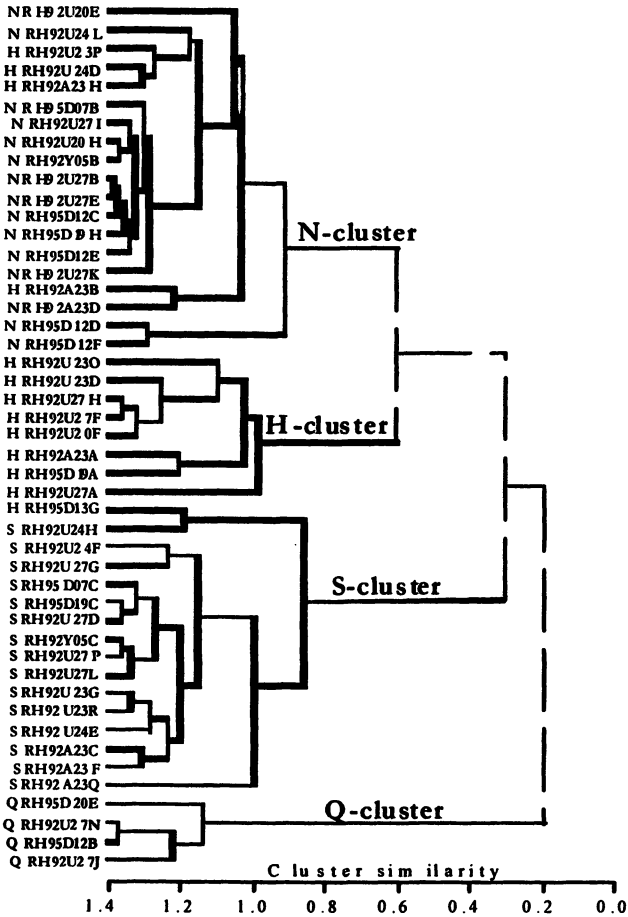 NR H9 2U20E
N RH92U24 L
H RH92U2 3P
H RH92U 24D
H RH92A23 H
N R H9 5D07B
N RH92U27 I
N RH92U20 H
N RH92Y05B
N R H9 2U27B
N R H9 2U27E
N RH95D12C
N RH95D19 H
N RH95D12E
NR H9 2U27K
H RH92A23B
N R H9 2A23D
N RH95D 12D
N RH95D 12F
H RH92U 23O
H RH92U 23D
H RH92U27 H
H RH92U2 7F
H RH92U2 0F
H RH92A23A
H RH95D 19A
H RH92U27A
H RH95D13G
S RH92U24H
S RH92U2 4F
S RH92U 27G
S RH95 D07C
S RH95D19C
S RH92U 27D
S RH92Y05C
S RH92U27 P
S RH92U27L
S RH92U 23G
S RH92 U23R
S RH92 U24E
S RH92A23C
S RH92A23 F
S RH92 A23Q
Q RH95D 20E
Q RH92U2 7N
Q RH95D12B
Q RH92U2 7J
N-cluster
H-cluster
S-cluster
Q-cluster
C luster sim ilarity
1.4 1.2 1.0 0.8 0.6 0.4 0.2 0.0